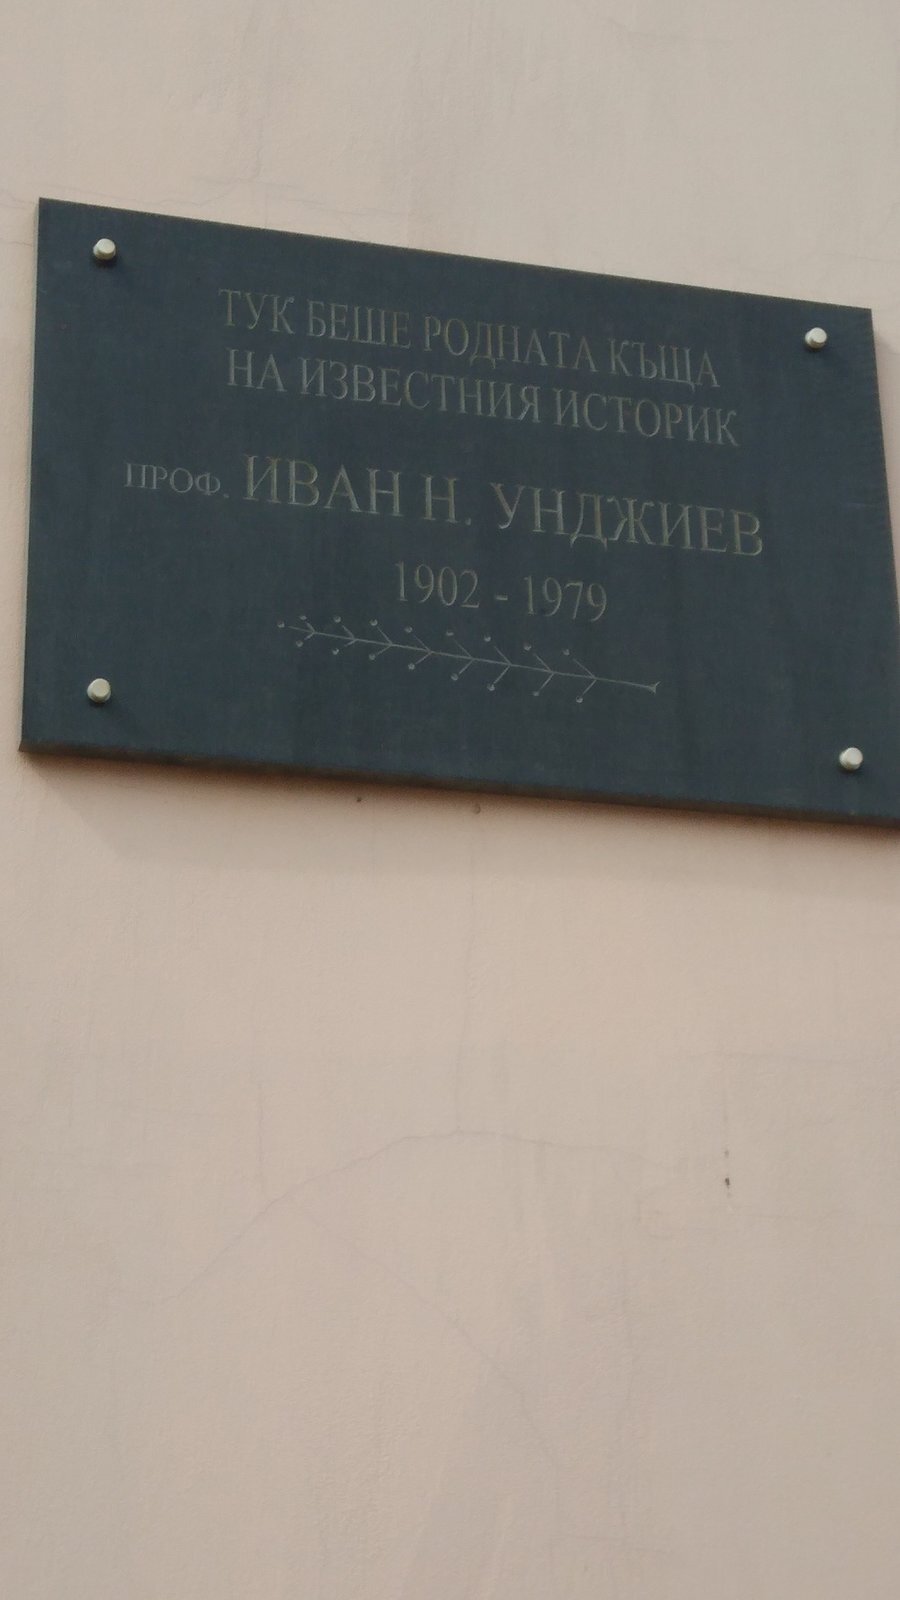 ТУК БЕШЕ РОДНАТА КЪЩА
НА ИЗВЕСТНИЯ ИСТОРИК
ПРОФ. ИВАН Н. УНДЖИЕВ
1902 - 1979